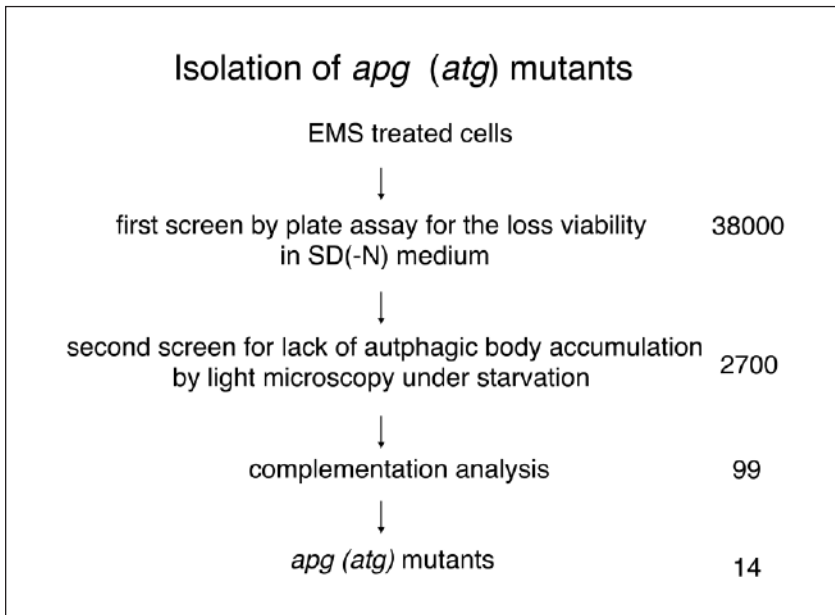 Isolation of apg (atg) mutants
EMS treated cells
first screen by plate assay for the loss viability 38000
in SD(-N) medium
second screen for lack of autphagic body accumulation 2700
by light microscopy under starvation
complementation analysis 99
apg (atg) mutants 14